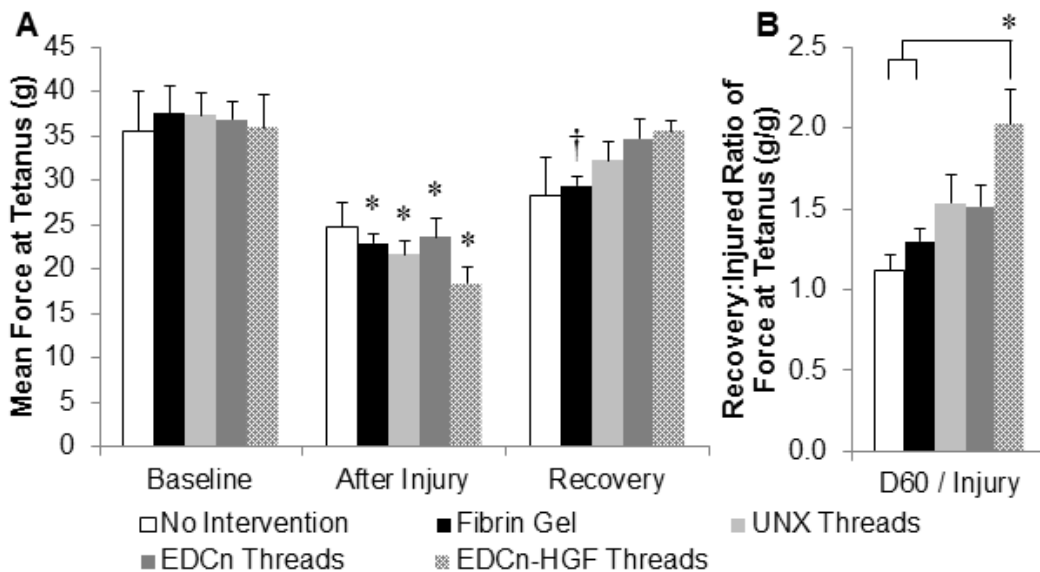 A
Mean Force at Tetanus (g)
45
40
35
30
25
20
15
10
5
0
*
*
*
*
†
Baseline
After Injury
Recovery
B
Recovery:Injured Ratio of
Force at Tetanus (g/g)
2.5
2.0
1.5
1.0
0.5
0.0
*
D60 / Injury
No Intervention
Fibrin Gel
UNX Threads
EDCn Threads
EDCn-HGF Threads